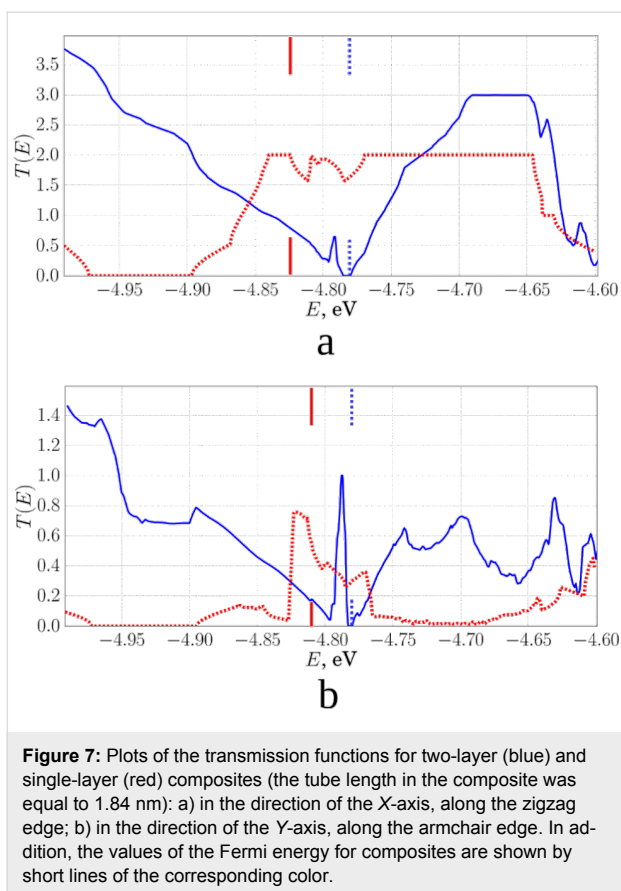 3.5
3.0
2.5
2.0
1.5
1.0
0.5
0.0
T(E)
−4.95 −4.90 −4.85 −4.80 −4.75 −4.70 −4.65 −4.60
E, eV
a
1.4
1.2
1.0
0.8
0.6
0.4
0.2
0.0
T(E)
−4.95 −4.90 −4.85 −4.80 −4.75 −4.70 −4.65 −4.60
E, eV
b
Figure 7: Plots of the transmission functions for two-layer (blue) and
single-layer (red) composites (the tube length in the composite was
equal to 1.84 nm): a) in the direction of the X-axis, along the zigzag
edge; b) in the direction of the Y-axis, along the armchair edge. In ad-
dition, the values of the Fermi energy for composites are shown by
short lines of the corresponding color.